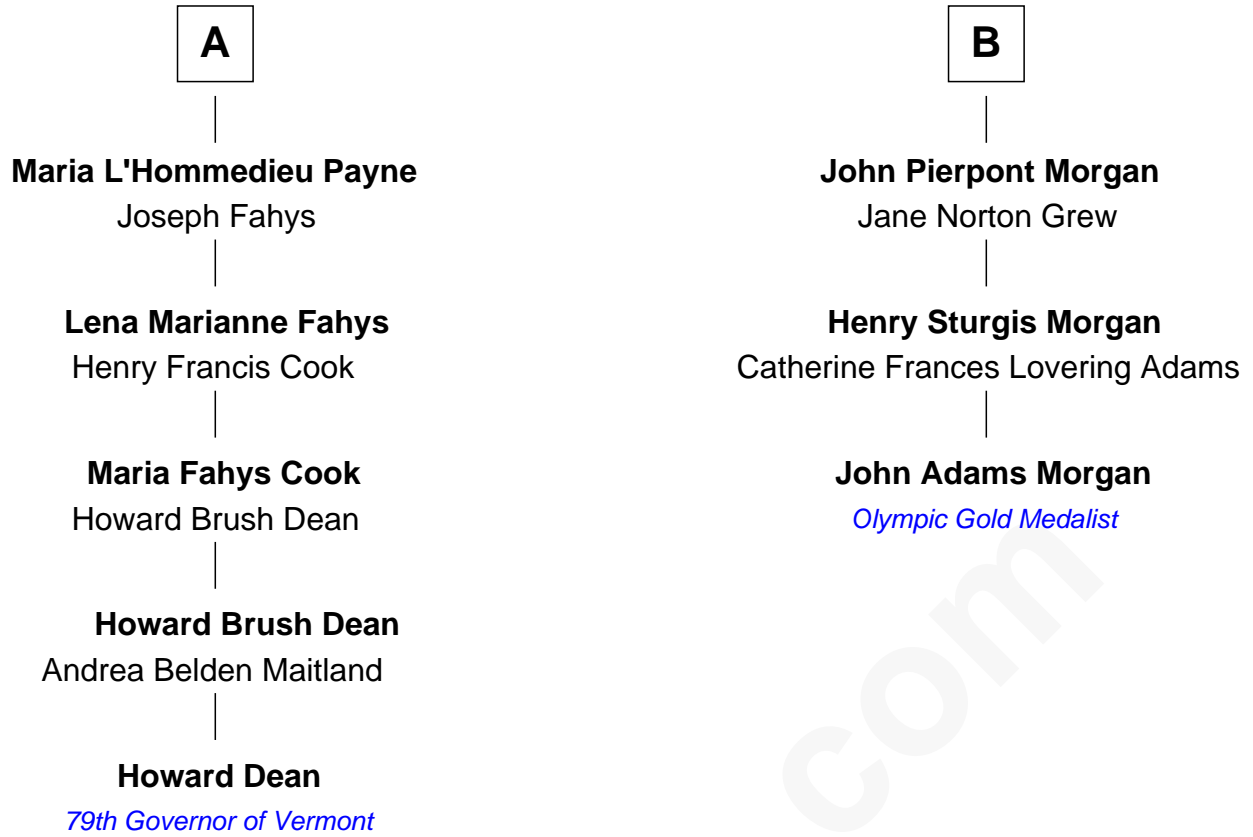 A
Maria L'Hommedieu Payne
Joseph Fahys
Lena Marianne Fahys
Henry Francis Cook
Maria Fahys Cook
Howard Brush Dean
Howard Brush Dean
Andrea Belden Maitland
Howard Dean
79th Governor of Vermont
B
John Pierpont Morgan
Jane Norton Grew
Henry Sturgis Morgan
Catherine Frances Lovering Adams
John Adams Morgan
Olympic Gold Medalist
com